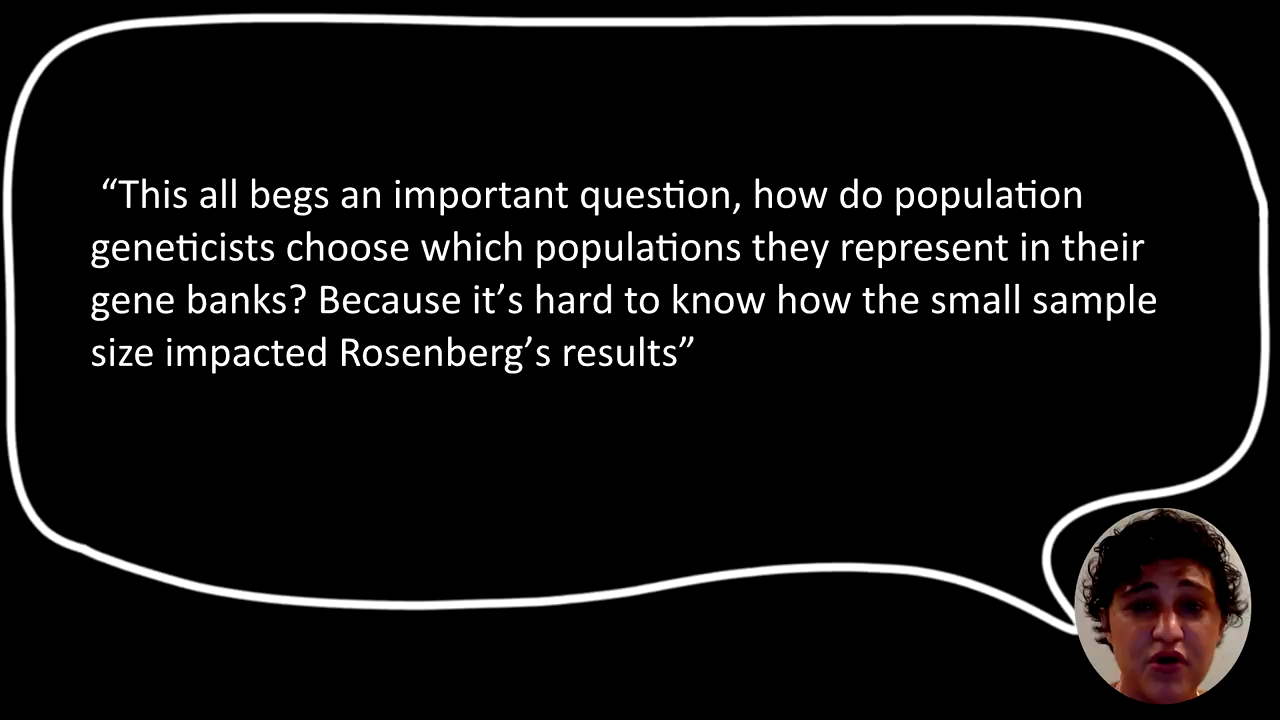 “This all begs an important question, how do population
geneticists choose which populations they represent in their
gene banks? Because it’s hard to know how the small sample
size impacted Rosenberg’s results”